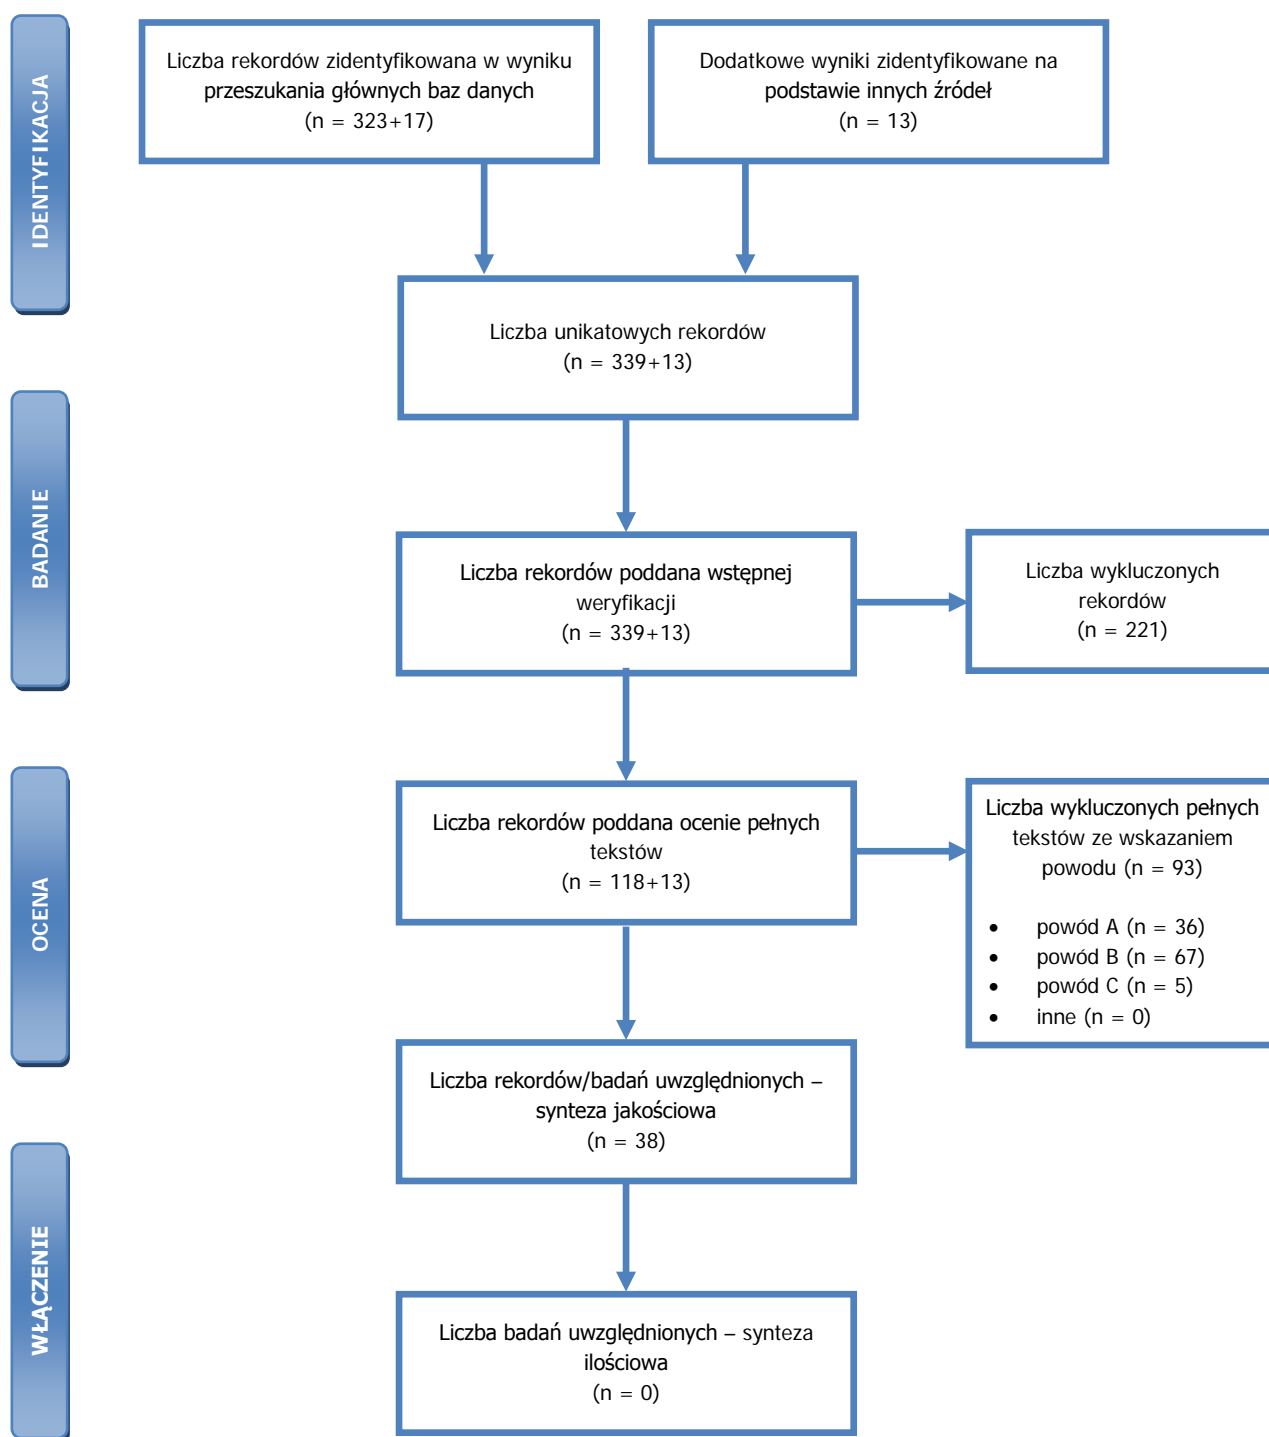 IDENTYFIKACJA
Liczba rekordów zidentyfikowana w wyniku
przeszukania głównych baz danych
(n = 323+17)
Dodatkowe wyniki zidentyfikowane na
podstawie innych źródeł
(n = 13)
Liczba unikatowych rekordów
(n = 339+13)
BADANIE
Liczba rekordów poddana wstępnej
weryfikacji
(n = 339+13)
Liczba wykluczonych
rekordów
(n = 221)
OCENA
Liczba rekordów poddana ocenie pełnych
tekstów
(n = 118+13)
Liczba wykluczonych pełnych
tekstów ze wskazaniem
powodu (n = 93)
• powód A (n = 36)
• powód B (n = 67)
• powód C (n = 5)
• inne (n = 0)
Liczba rekordów/badań uwzględnionych –
synteza jakościowa
(n = 38)
WŁĄCZENIE
Liczba badań uwzględnionych – synteza
ilościowa
(n = 0)